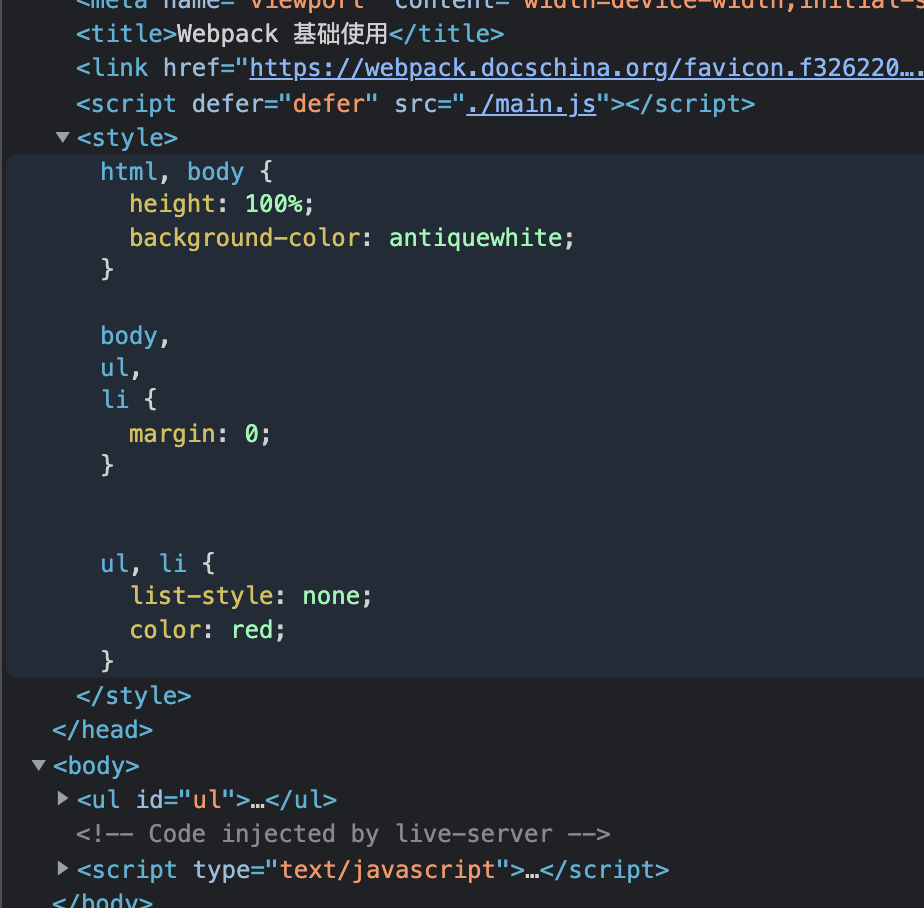 <meta name="viewport" content="width=device-width,initial-s
<title>Webpack 基础使用</title>
<link href="https://webpack.docschina.org/favicon.f326220….
<script defer="defer" src="./main.js"></script>
<style>
html, body {
height: 100%;
background-color: antiquewhite;
}
body,
ul,
li {
margin: 0;
}
ul, li {
list-style: none;
color: red;
}
</style>
</head>
<body>
<ul id="ul">…</ul>
<!-- Code injected by live-server -->
<script type="text/javascript">…</script>
</body>